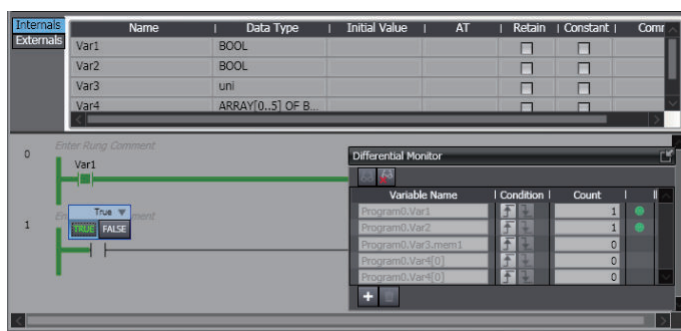 Internals
Externals
Name Data Type Initial Value AT Retain Constant Comm
Var1 BOOL
Var2 BOOL
Var3 uni
Var4 ARRAY[0..5] OF B...
Enter Rung Comment
0
Var1
True
TRUE FALSE
1
Differential Monitor
Variable Name Condition Count
Program0.Var1 1
Program0.Var2 1
Program0.Var3.mem1 0
Program0.Var4[0] 0
Program0.Var4[0] 0